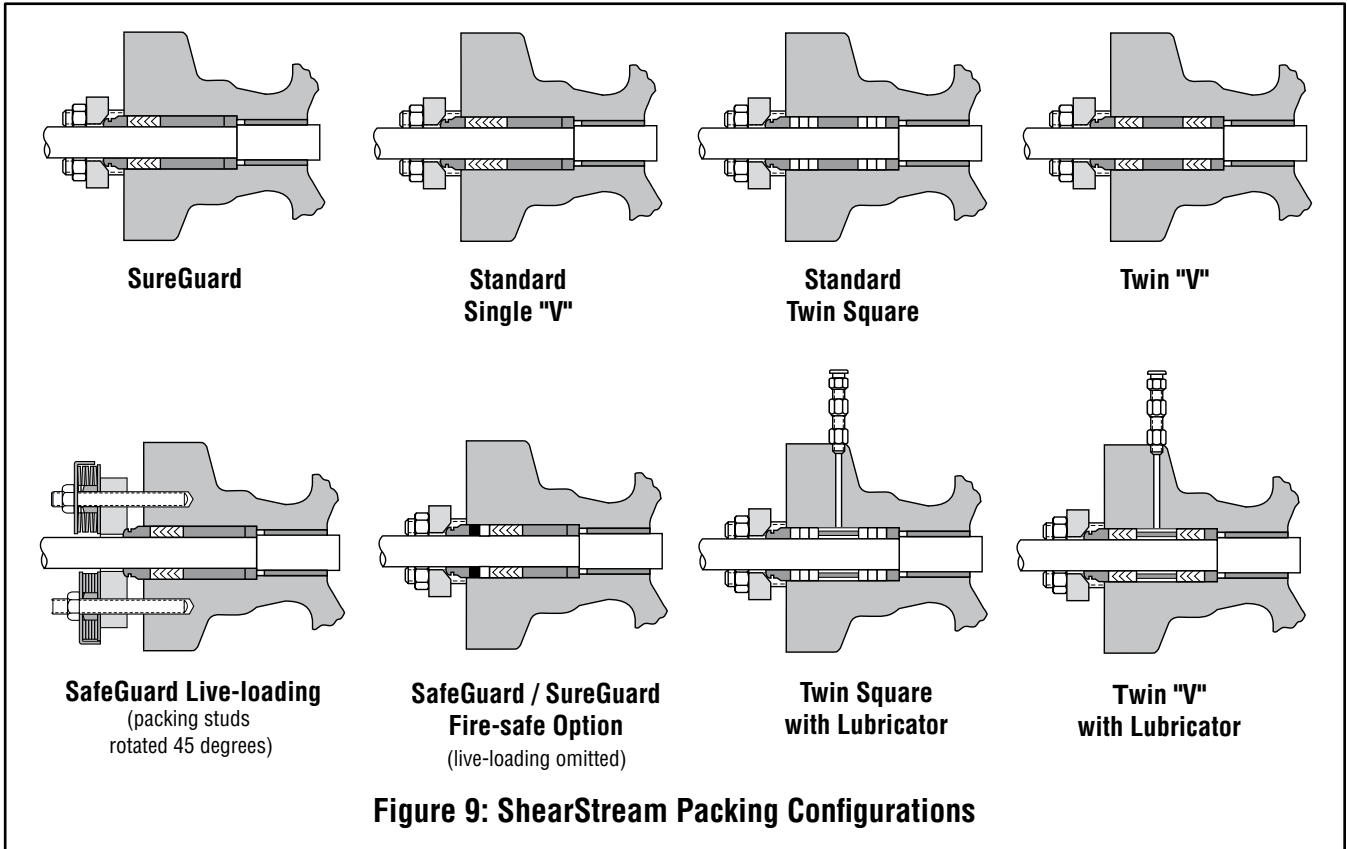 SureGuard
Standard
Single "V"
Standard
Twin Square
Twin "V"
SafeGuard Live-loading
(packing studs
rotated 45 degrees)
SafeGuard / SureGuard
Fire-safe Option
(live-loading omitted)
Twin Square
with Lubricator
Twin "V"
with Lubricator
Figure 9: ShearStream Packing Configurations